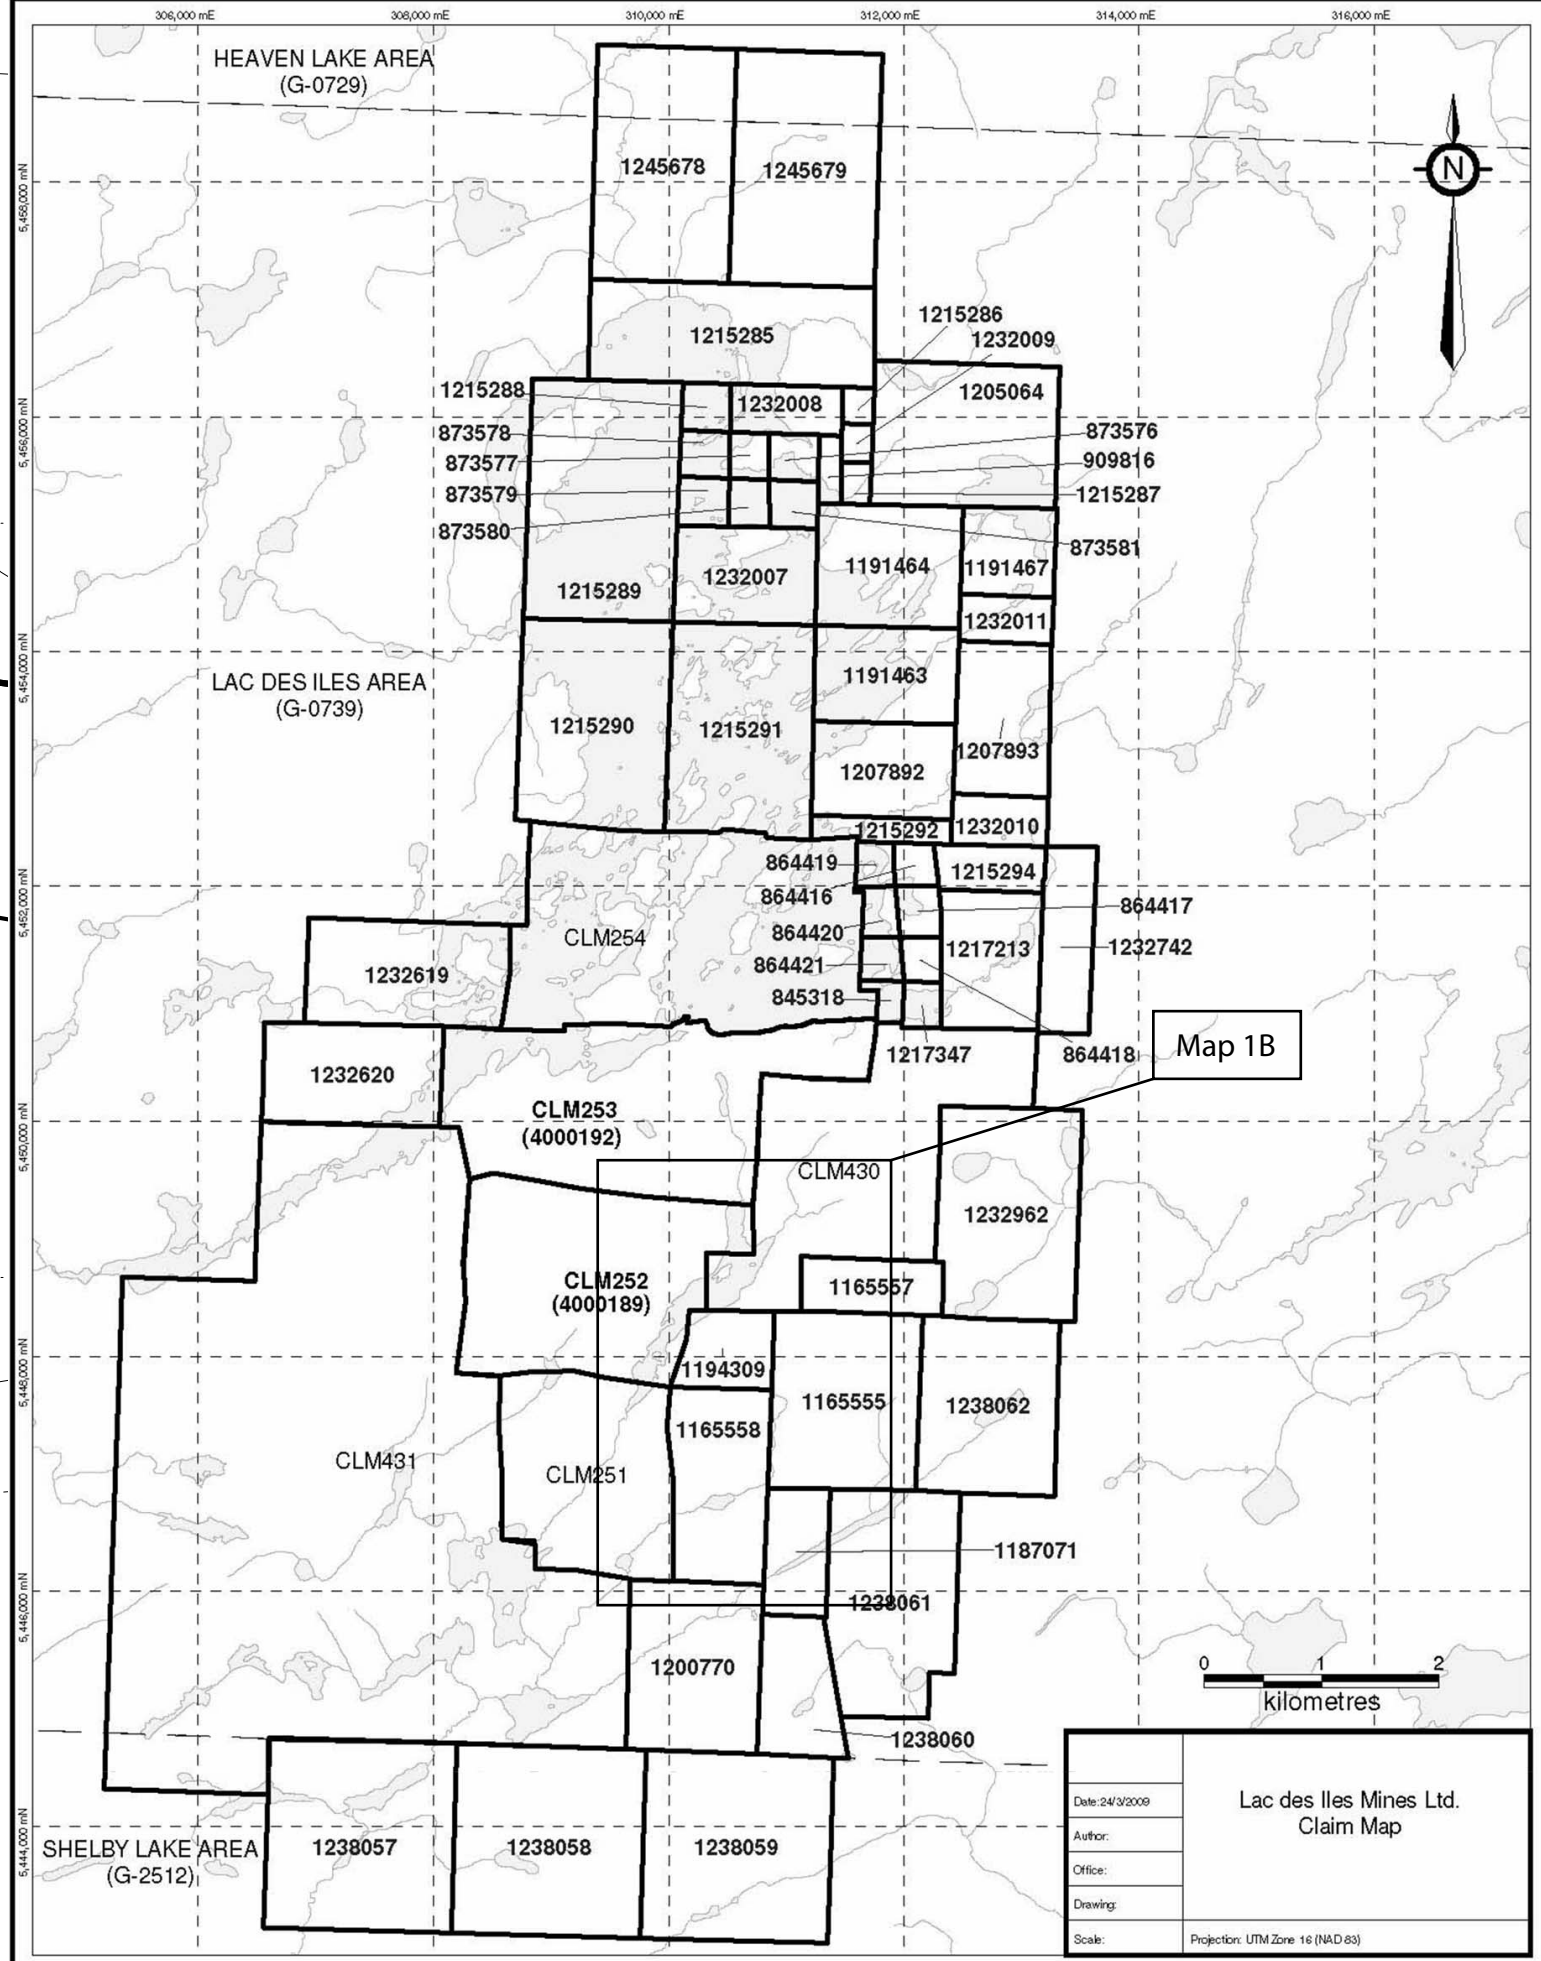 306,000 mE
308,000 mE
310,000 mE
312,000 mE
314,000 mE
316,000 mE
HEAVEN LAKE AREA
(G-0729)
N
5,458,000 mN
1245678
1245679
1215285
1215286
1232009
1205064
1215288
1232008
5,456,000 mN
873578
873576
873577
909816
873579
1215287
873580
873581
1191464
1191467
1215289
1232007
1232011
5,454,000 mN
LAC DES ILES AREA
(G-0739)
1191463
1215290
1215291
1207893
1207892
1215292
1232010
864419
1215294
864416
5,452,000 mN
864417
864420
CLM254
1217213
1232742
864421
1232619
845318
1217347
864418
Map 1B
1232620
CLM253
(4000192)
5,450,000 mN
CLM430
1232962
CLM252
(4000189)
1165557
5,448,000 mN
1194309
1165555
1238062
1165558
CLM431
CLM251
1187071
5,446,000 mN
1238061
1200770
0
1
2
kilometres
1238060
5,444,000 mN
SHELBY LAKE AREA
(G-2512)
1238057
1238058
1238059
Date:24/3/2009
Author:
Office:
Drawing:
Scale:
Lac des Iles Mines Ltd.
Claim Map
Projection: UTM Zone 16 (NAD 83)